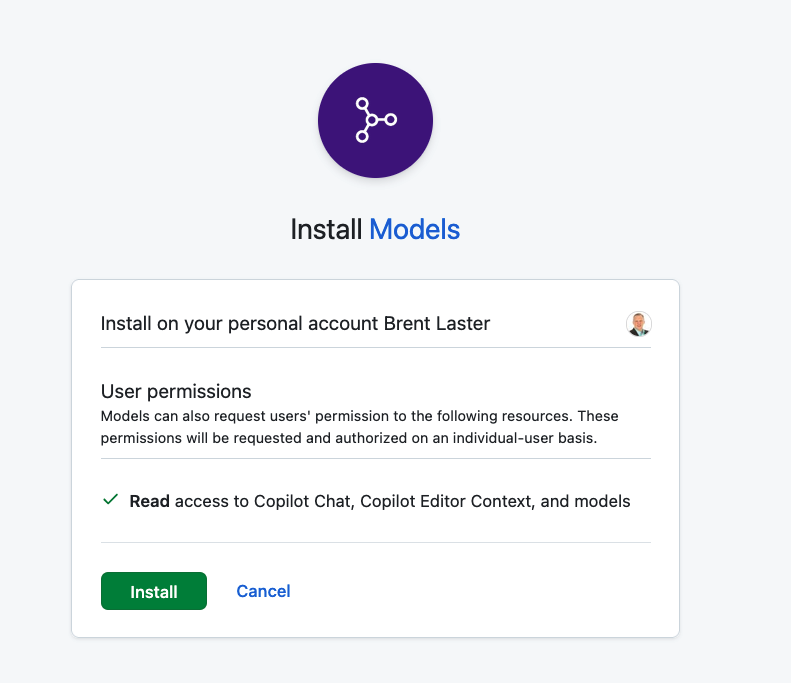 Install Models
Install on your personal account Brent Laster
User permissions
Models can also request users' permission to the following resources. These
permissions will be requested and authorized on an individual-user basis.
Read access to Copilot Chat, Copilot Editor Context, and models
Install Cancel